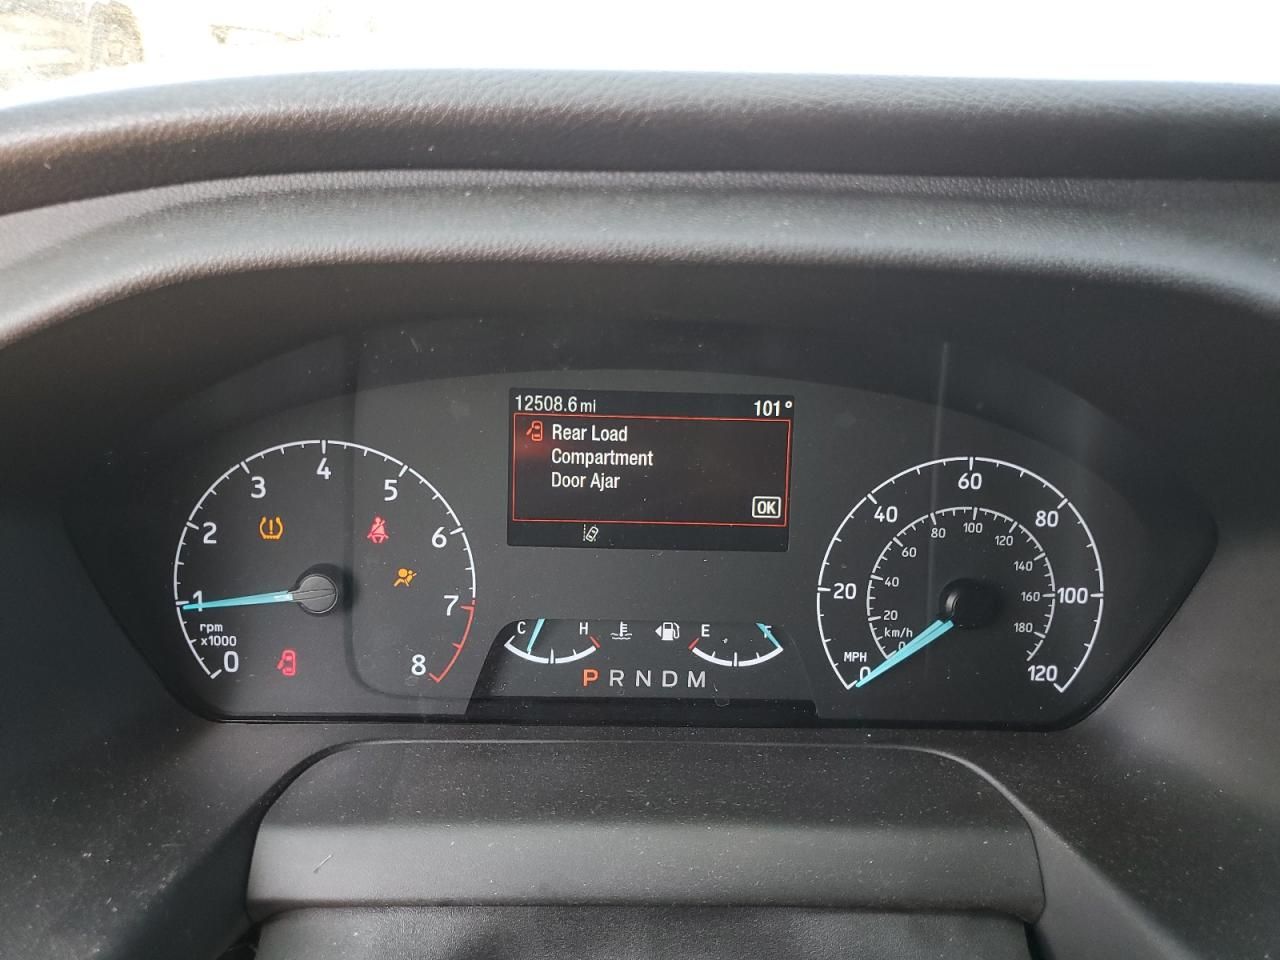 12508.6 mi 101°
Rear Load
Compartment
Door Ajar
OK
0 1 2 3 4 5 6 7 8
rpm
x1000
C H
E F
P R N D M
0 20 40 60 80 100 120
MPH
0 20 40 60 80 100 120 140 160 180
km/h